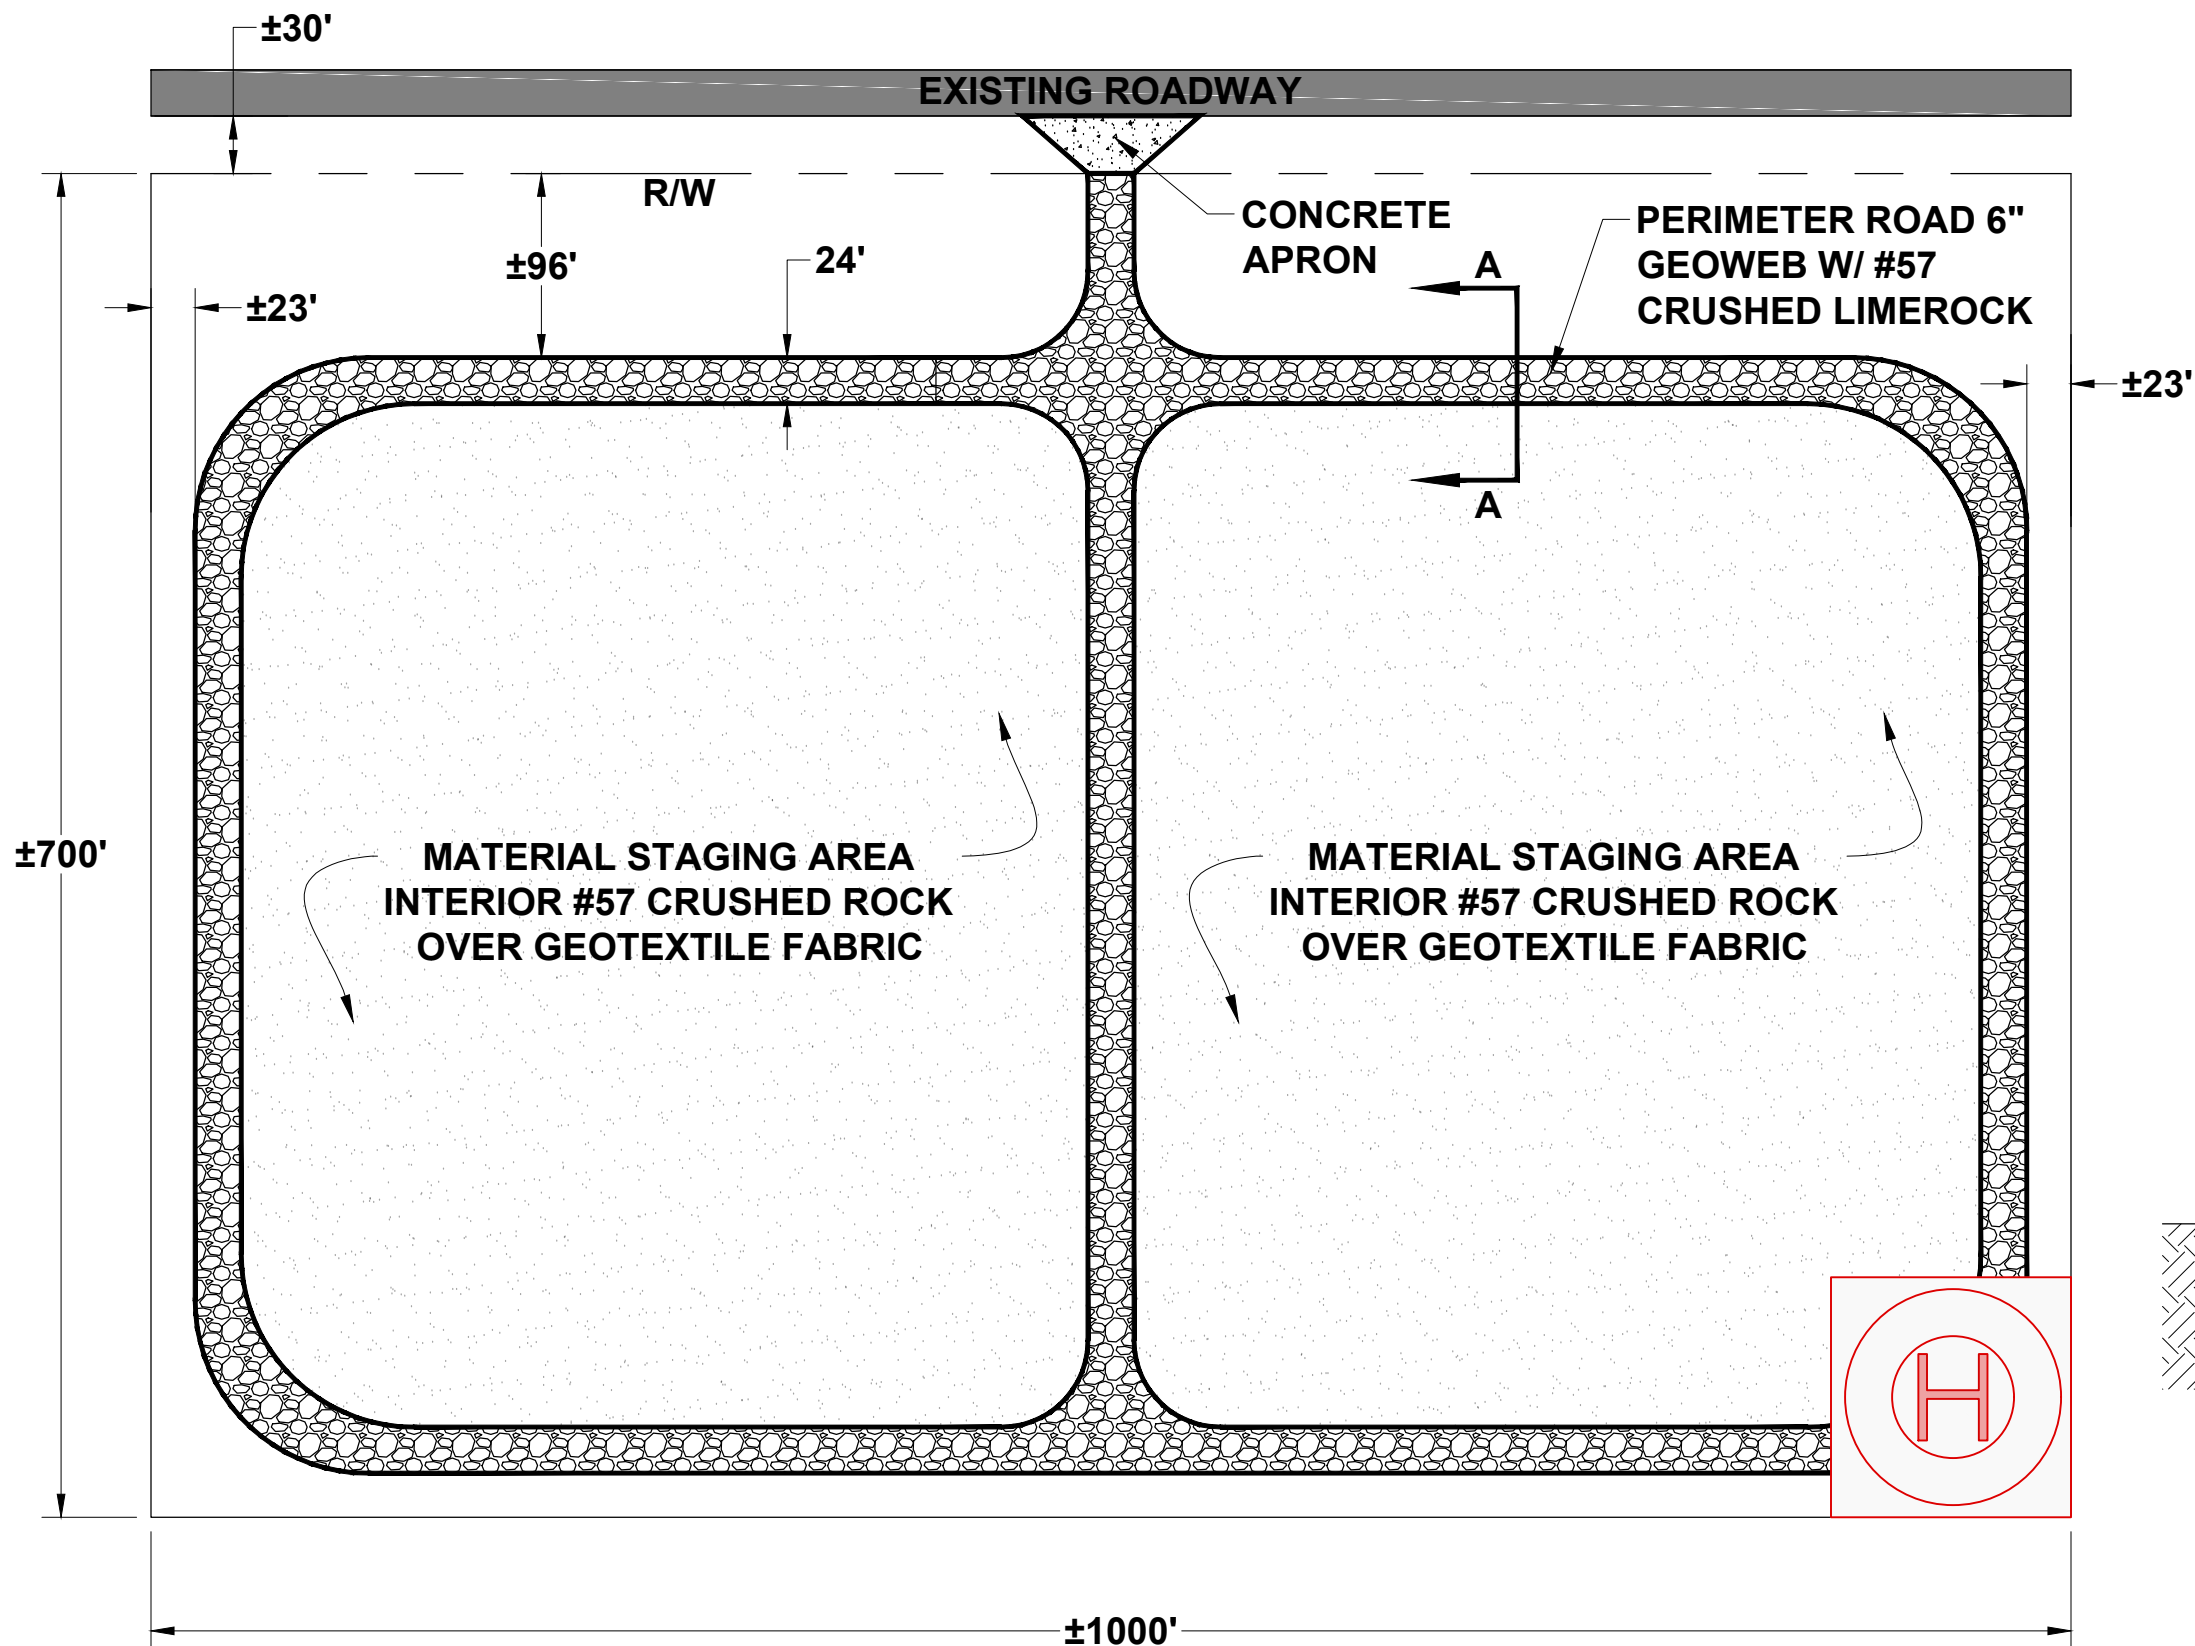 ±30'
EXISTING ROADWAY
R/W
CONCRETE
APRON
PERIMETER ROAD 6"
GEOWEB W/ #57
CRUSHED LIMEROCK
±96'
24'
A
±23'
±23'
A
±700'
MATERIAL STAGING AREA
INTERIOR #57 CRUSHED ROCK
OVER GEOTEXTILE FABRIC
MATERIAL STAGING AREA
INTERIOR #57 CRUSHED ROCK
OVER GEOTEXTILE FABRIC
H
±1000'